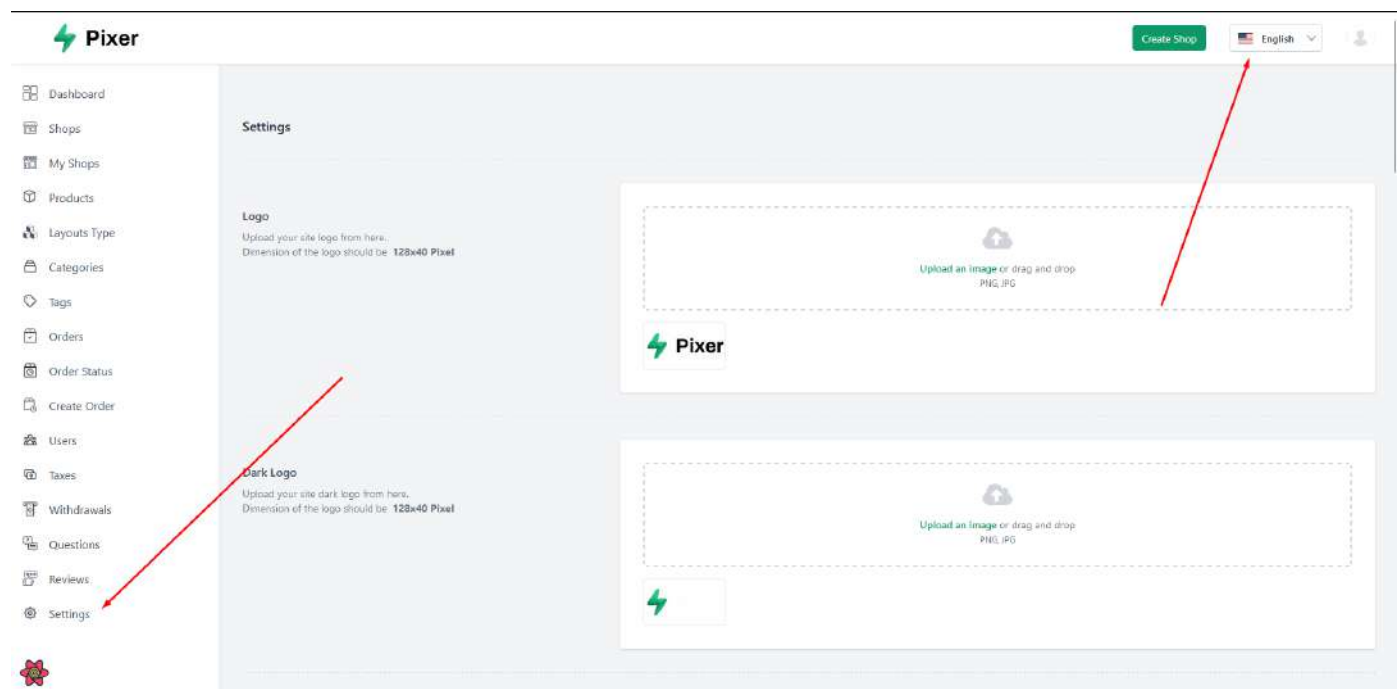 Pixer
Create Shop
English
Dashboard
Shops
My Shops
Products
Layouts Type
Categories
Tags
Orders
Order Status
Create Order
Users
Taxes
Withdrawals
Questions
Reviews
Settings
Settings
Logo
Upload your site logo from here.
Dimension of the logo should be 128x40 Pixel
Upload an image or drag and drop
PNG, JPG
Pixer
Dark Logo
Upload your site dark logo from here.
Dimension of the logo should be 128x40 Pixel
Upload an image or drag and drop
PNG, JPG